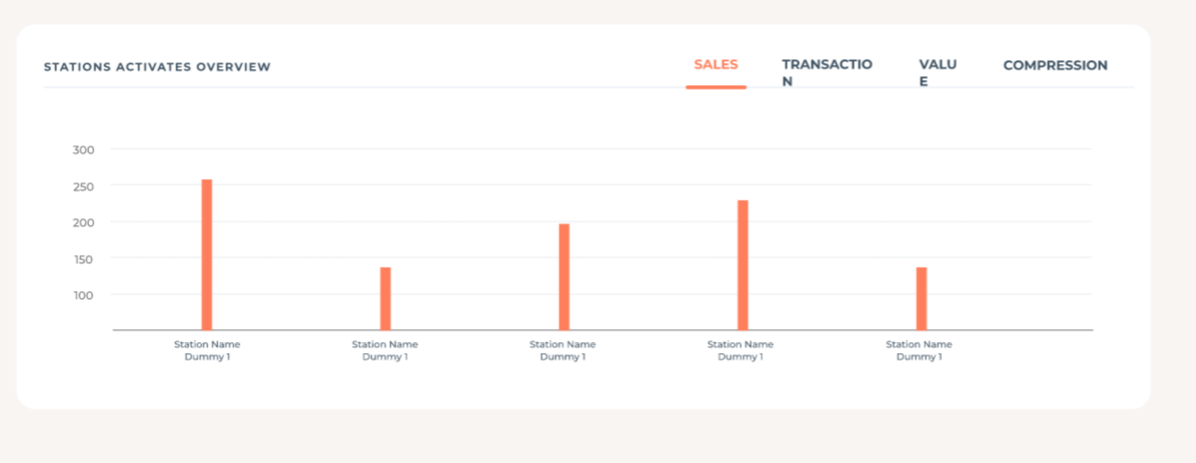 STATIONS ACTIVATES OVERVIEW
SALES
TRANSACTIO
N
VALU
E
COMPRESSION
300
250
200
150
100
Station Name
Dummy 1
Station Name
Dummy 1
Station Name
Dummy 1
Station Name
Dummy 1
Station Name
Dummy 1